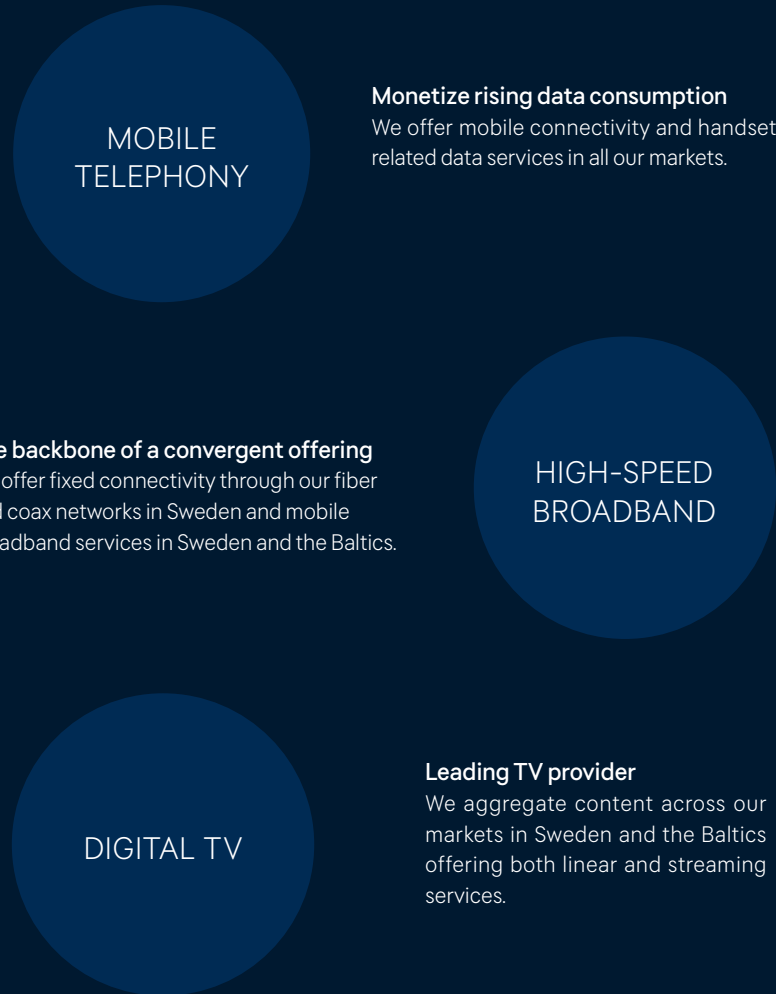 MOBILE
TELEPHONY
Monetize rising data consumption
We offer mobile connectivity and handset
related data services in all our markets.
backbone of a convergent offering
offer fixed connectivity through our fiber
coax networks in Sweden and mobile
services in Sweden and the Baltics.
HIGH-SPEED
BROADBAND
DIGITAL TV
Leading TV provider
We aggregate content across our
markets in Sweden and the Baltics
offering both linear and streaming
services.